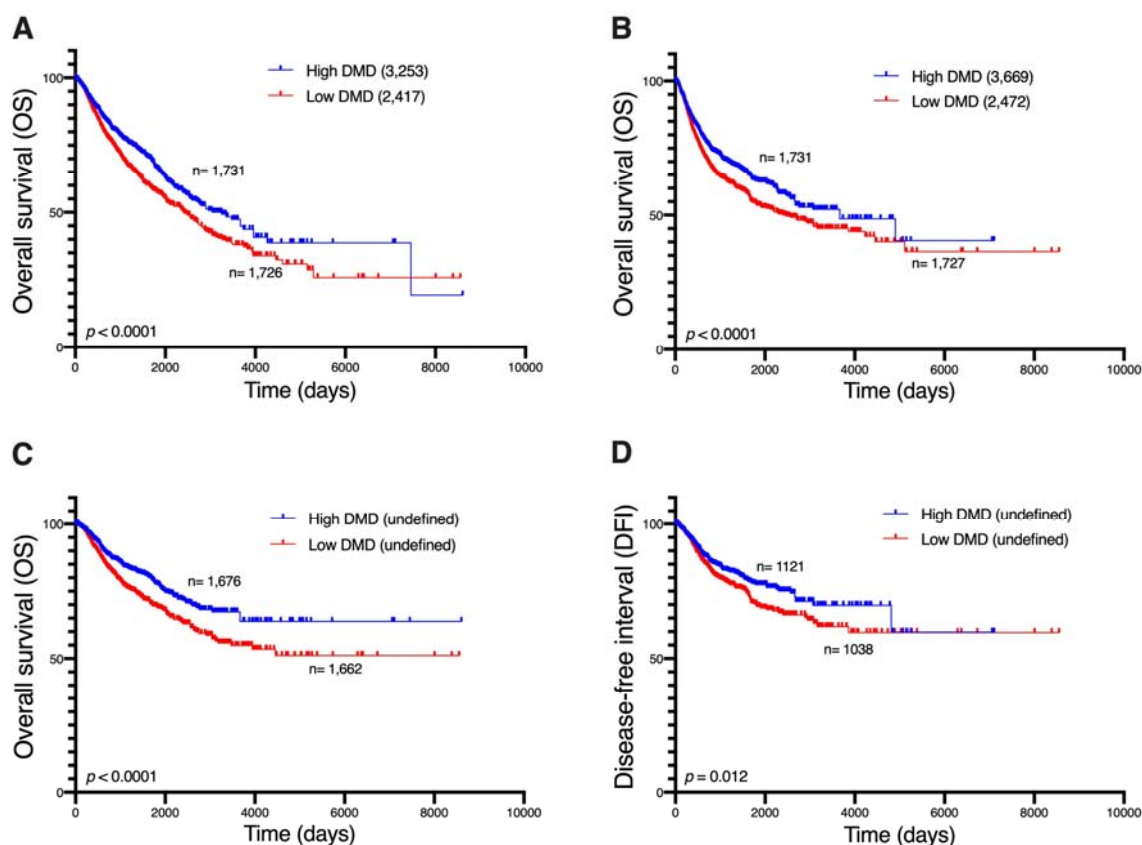 A
Overall survival (OS)
100
50
0
High DMD (3,253)
Low DMD (2,417)
n= 1,731
n= 1,726
p < 0.0001
0 2000 4000 6000 8000 10000
Time (days)
B
Overall survival (OS)
100
50
0
High DMD (3,669)
Low DMD (2,472)
n= 1,731
n= 1,727
p < 0.0001
0 2000 4000 6000 8000 10000
Time (days)
C
Overall survival (OS)
100
50
0
High DMD (undefined)
Low DMD (undefined)
n= 1,676
n= 1,662
p < 0.0001
0 2000 4000 6000 8000 10000
Time (days)
D
Disease-free interval (DFI)
100
50
0
High DMD (undefined)
Low DMD (undefined)
n= 1121
n= 1038
p = 0.012
0 2000 4000 6000 8000 10000
Time (days)